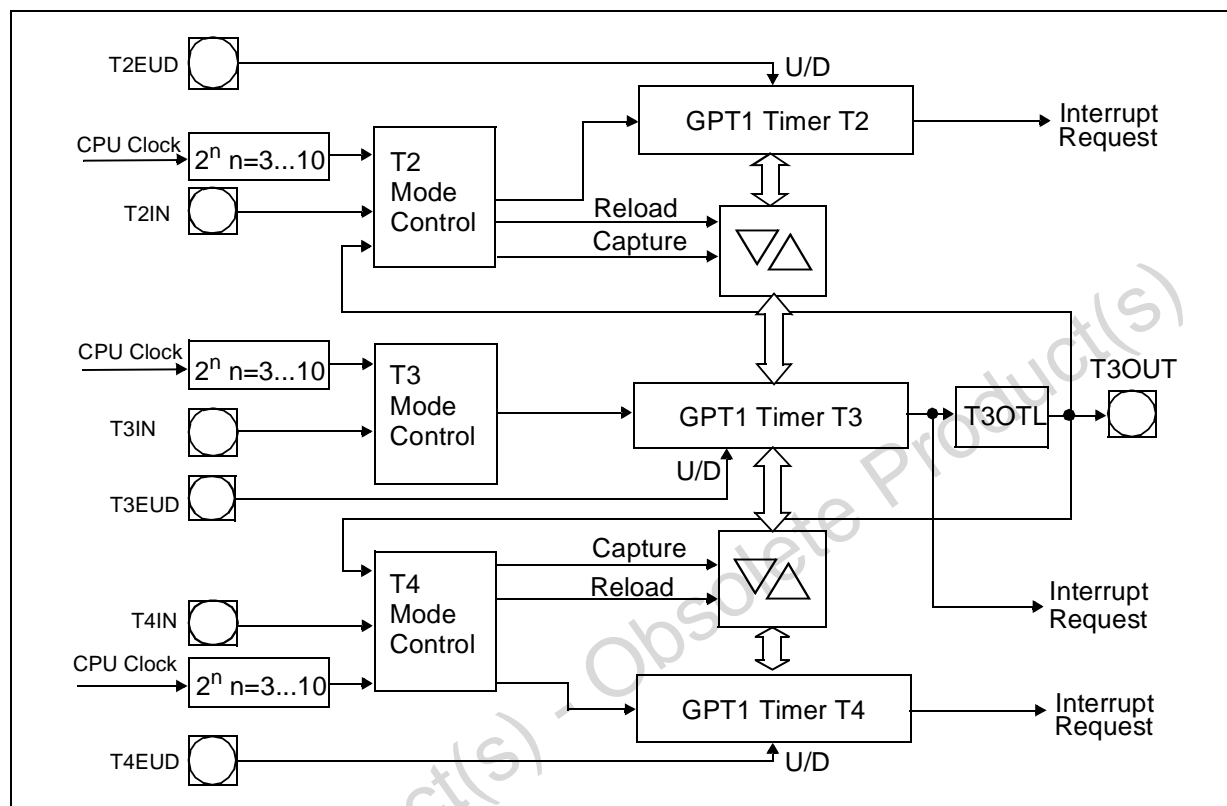 T2EUD
U/D
GPT1 Timer T2
Interrupt
Request
CPU Clock
2ⁿ n=3...10
T2
Mode
Control
T2IN
Reload
Capture
CPU Clock
2ⁿ n=3...10
T3
Mode
Control
T3IN
GPT1 Timer T3
T3OTL
T3OUT
U/D
T3EUD
Capture
Reload
T4
Mode
Control
T4IN
CPU Clock
2ⁿ n=3...10
Interrupt
Request
GPT1 Timer T4
Interrupt
Request
U/D
T4EUD
ct(s) - Obsolete Product(s)